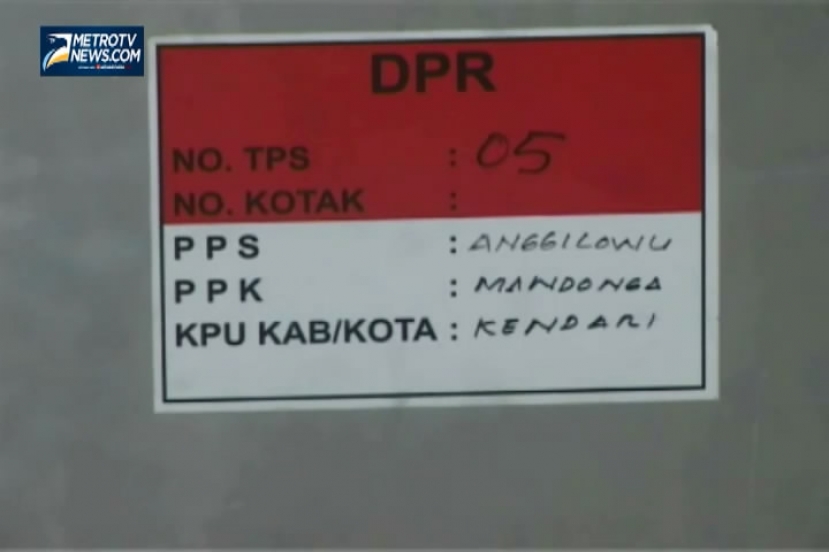 METROTV
NEWS.COM
DPR
NO. TPS : 05
NO. KOTAK :
PPS : ANGGILOWU
PPK : MANDONGA
KPU KAB/KOTA : KENDARI